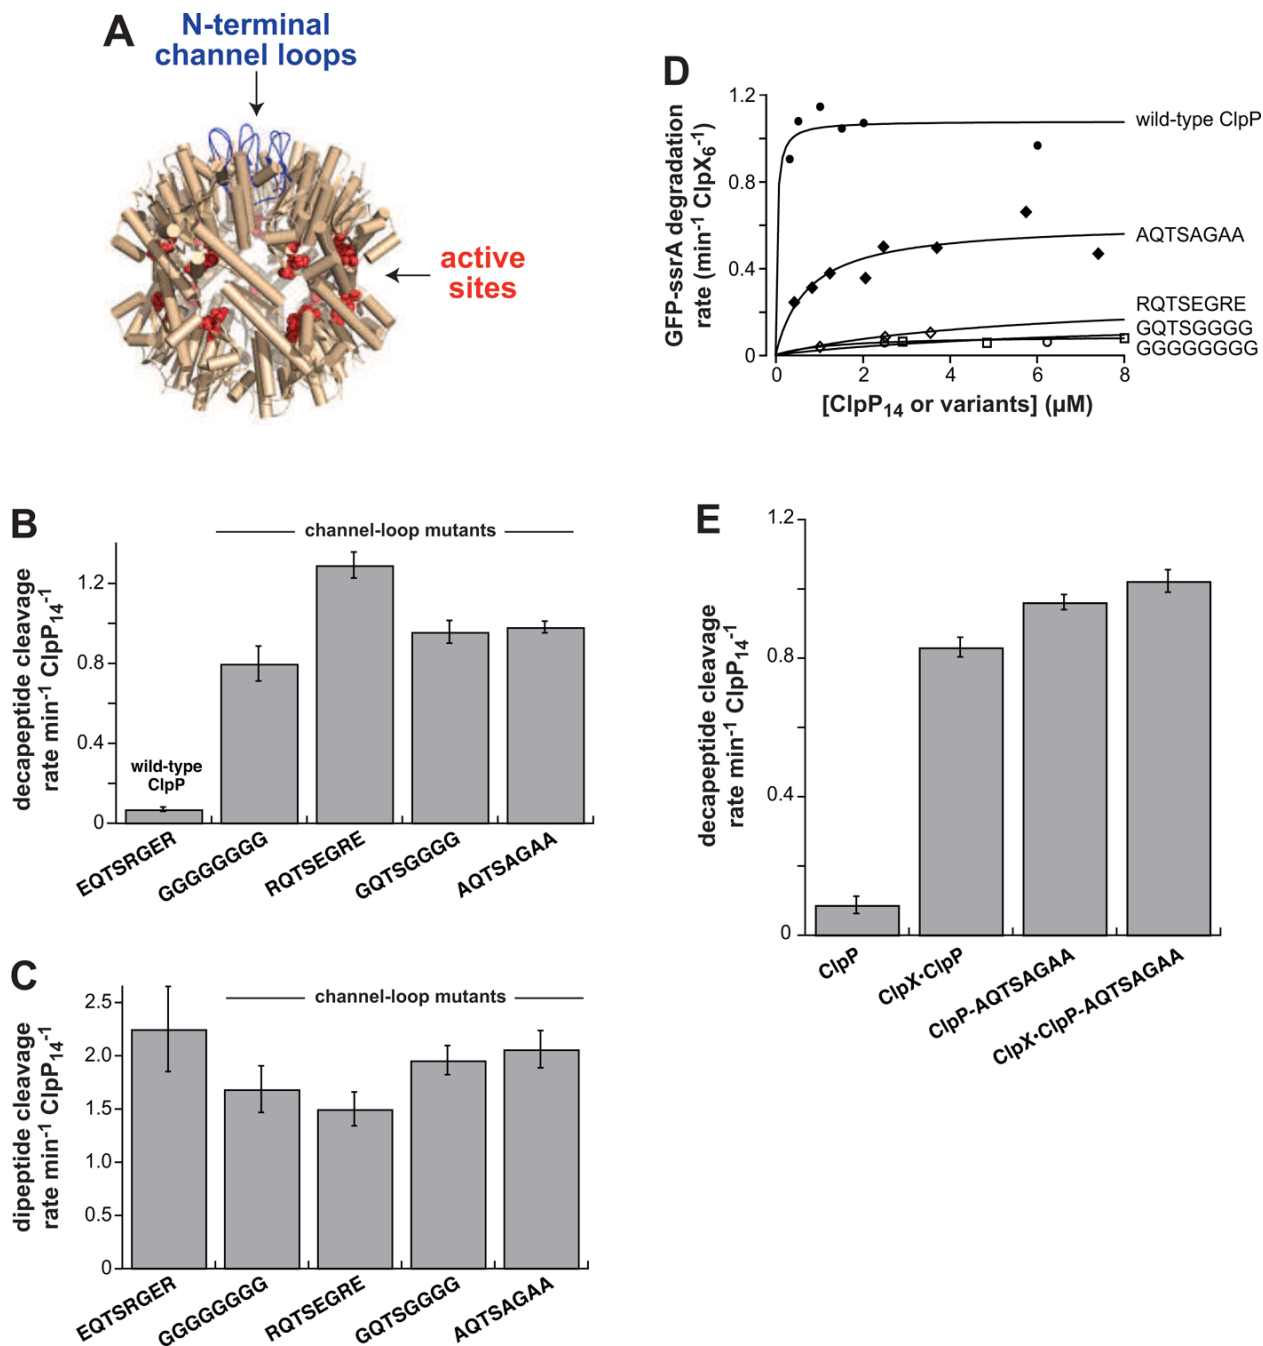 A
N-terminal
channel loops
active
sites
D
GFP-ssrA degradation
rate (min⁻¹ ClpX₆⁻¹)
1.2
0.8
0.4
0
0
2
4
6
8
[ClpP₁₄ or variants] (µM)
wild-type ClpP
AQTSAGAA
RQTSEGRE
GQTSGGGG
GGGGGGGG
B
channel-loop mutants
decapeptide cleavage
rate min⁻¹ ClpP₁₄⁻¹
1.2
0.8
0.4
0
wild-type
ClpP
EQTSRGER
GGGGGGGG
RQTSEGRE
GQTSGGGG
AQTSAGAA
E
decapeptide cleavage
rate min⁻¹ ClpP₁₄⁻¹
1.2
0.8
0.4
0
ClpP
ClpX•ClpP
ClpP-AQTSAGAA
ClpX•ClpP-AQTSAGAA
C
channel-loop mutants
dipeptide cleavage
rate min⁻¹ ClpP₁₄⁻¹
2.5
2.0
1.5
1.0
0.5
0
EQTSRGER
GGGGGGGG
RQTSEGRE
GQTSGGGG
AQTSAGAA